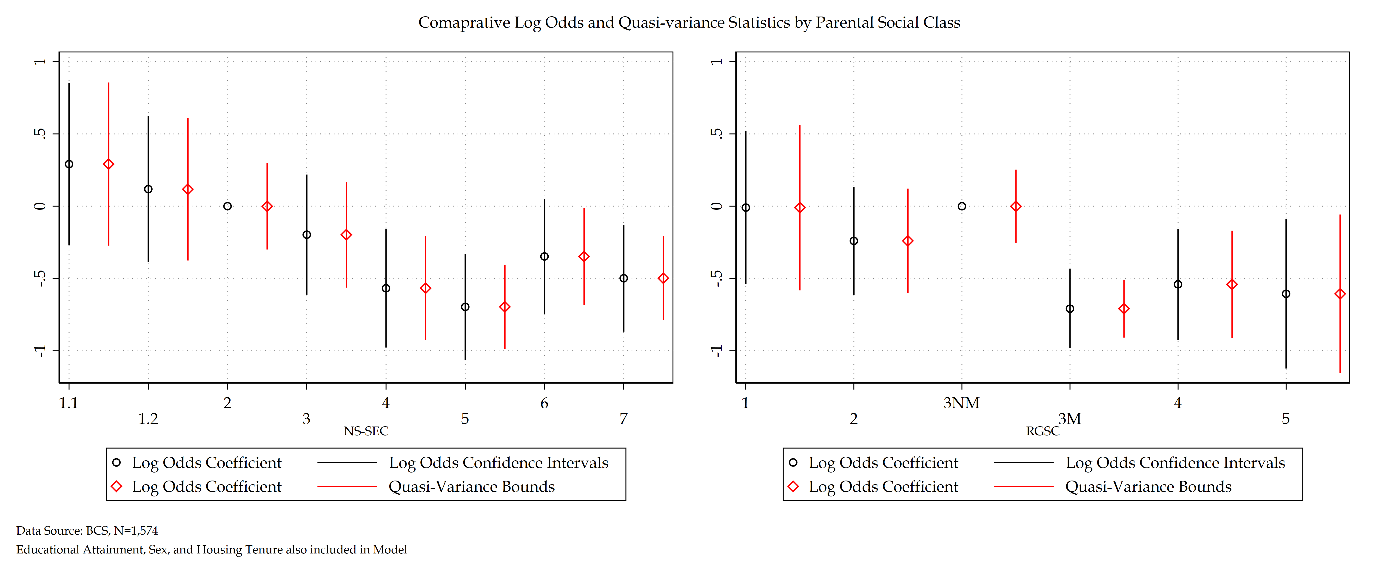 Comaprative Log Odds and Quasi-variance Statistics by Parental Social Class
1
.5
0
-.5
-1
1.1
1.2
2
3
4
5
6
7
NS-SEC
Log Odds Coefficient
Log Odds Confidence Intervals
Log Odds Coefficient
Quasi-Variance Bounds
1
.5
0
-.5
-1
1
2
3NM
3M
4
5
RGSC
Log Odds Coefficient
Log Odds Confidence Intervals
Log Odds Coefficient
Quasi-Variance Bounds
Data Source: BCS, N=1,574
Educational Attainment, Sex, and Housing Tenure also included in Model